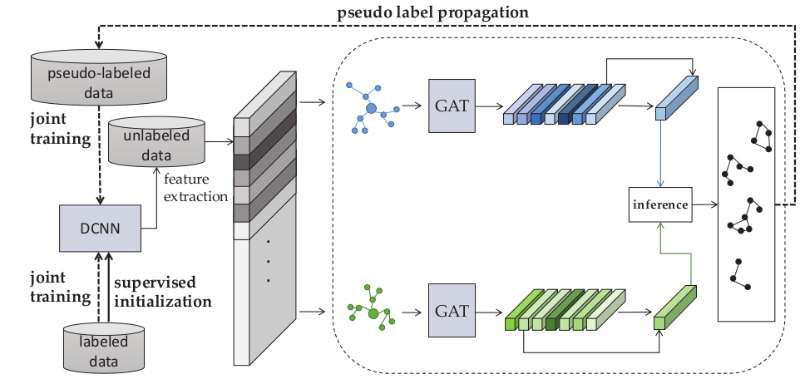 pseudo label propagation
pseudo-labeled
data
joint
training
unlabeled
data
feature
extraction
DCNN
joint
training
supervised
initialization
labeled
data
GAT
GAT
inference